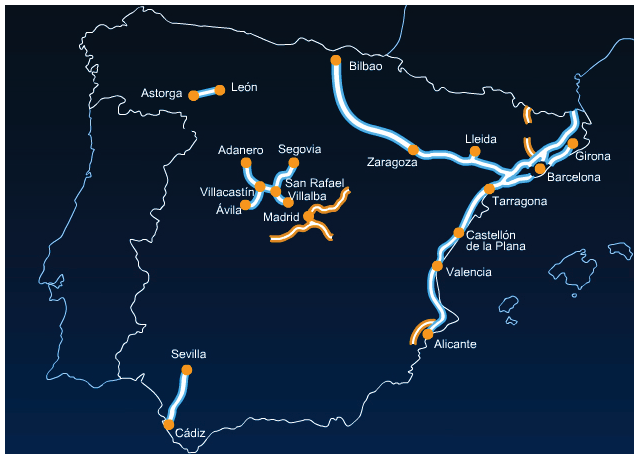 Bilbao
León
Astorga
Adanero
Segovia
Lleida
Zaragoza
Girona
Barcelona
San Rafael
Villacastín
Villalba
Ávila
Madrid
Tarragona
Castellón
de la Plana
Valencia
Alicante
Sevilla
Cádiz